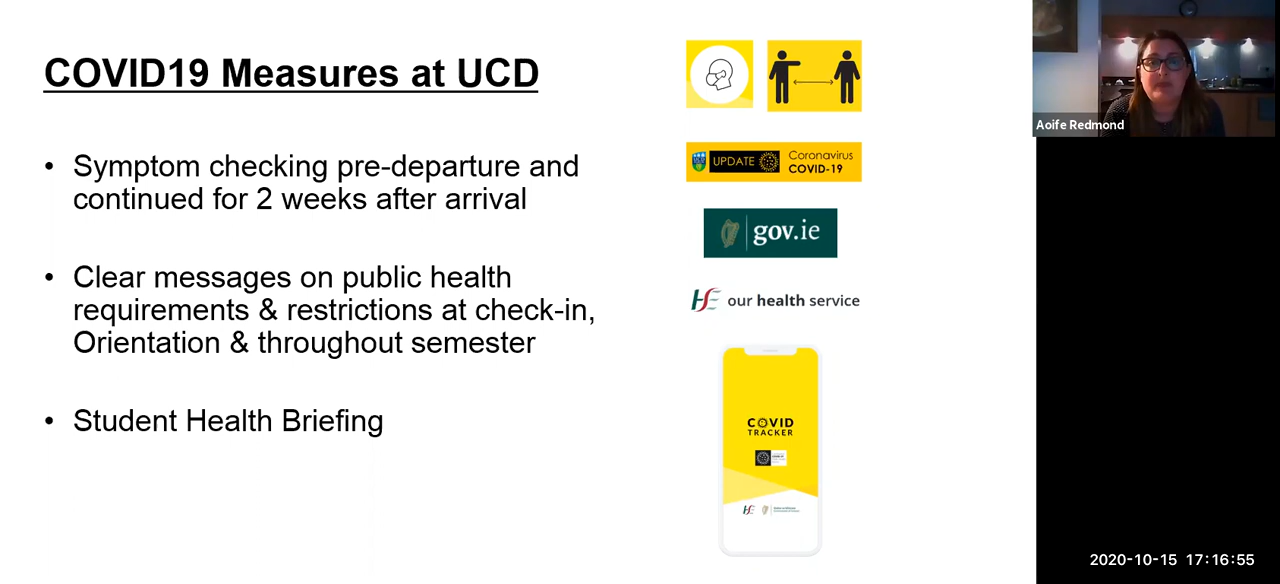 COVID19 Measures at UCD
• Symptom checking pre-departure and
continued for 2 weeks after arrival
• Clear messages on public health
requirements & restrictions at check-in,
Orientation & throughout semester
• Student Health Briefing
UPDATE
Coronavirus
COVID-19
gov.ie
HE our health service
COVID
TRACKER
Aoife Redmond
2020-10-15 17:16:55